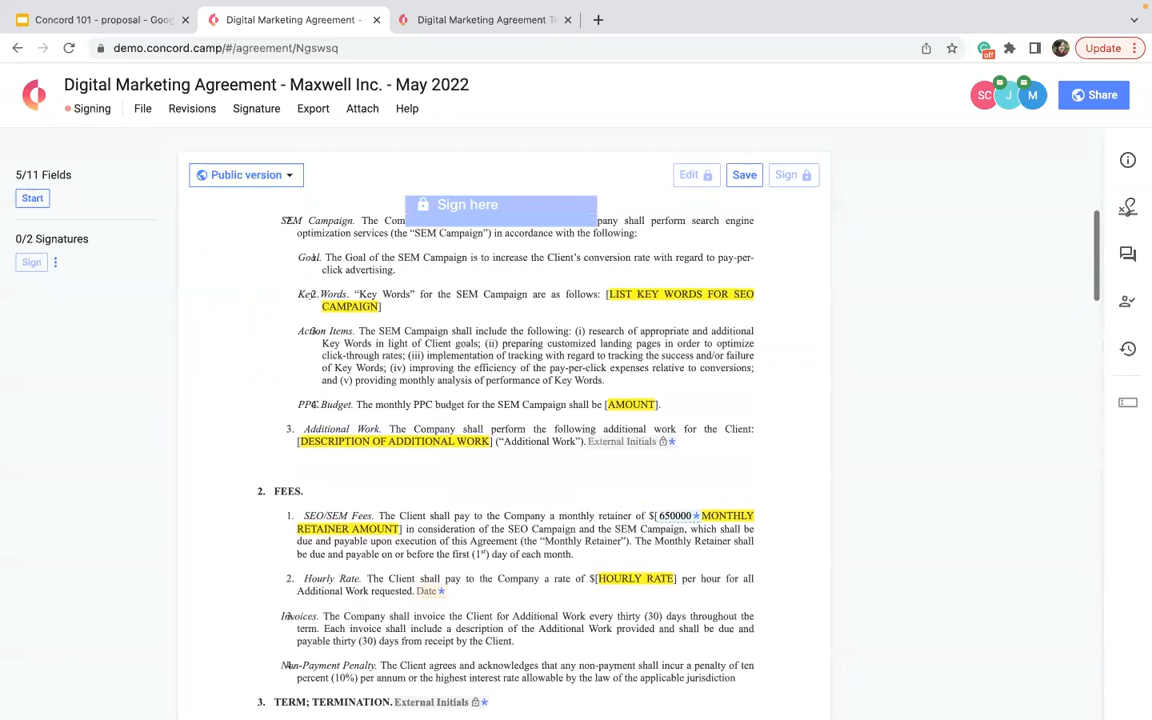 Concord 101 - proposal - Goo
Digital Marketing Agreement -
Digital Marketing Agreement Te
demo.concord.camp/#/agreement/Ngswsq
off
Update
Digital Marketing Agreement - Maxwell Inc. - May 2022
Signing File Revisions Signature Export Attach Help
SC J M
Share
5/11 Fields
Start
0/2 Signatures
Sign
Public version
Edit
Save
Sign
Sign here
2. SEM Campaign. The Com pany shall perform search engine
optimization services (the “SEM Campaign”) in accordance with the following:
1. Goal. The Goal of the SEM Campaign is to increase the Client's conversion rate with regard to pay-per-
click advertising.
2. Key Words. “Key Words” for the SEM Campaign are as follows: [LIST KEY WORDS FOR SEO
CAMPAIGN]
3. Action Items. The SEM Campaign shall include the following: (i) research of appropriate and additional
Key Words in light of Client goals; (ii) preparing customized landing pages in order to optimize
click-through rates; (iii) implementation of tracking with regard to tracking the success and/or failure
of Key Words; (iv) improving the efficiency of the pay-per-click expenses relative to conversions;
and (v) providing monthly analysis of performance of Key Words.
4. PPC Budget. The monthly PPC budget for the SEM Campaign shall be [AMOUNT].
3. Additional Work. The Company shall perform the following additional work for the Client:
[DESCRIPTION OF ADDITIONAL WORK] (“Additional Work”). External Initials *
2. FEES.
1. SEO/SEM Fees. The Client shall pay to the Company a monthly retainer of $[ 650000 * MONTHLY
RETAINER AMOUNT] in consideration of the SEO Campaign and the SEM Campaign, which shall be
due and payable upon execution of this Agreement (the “Monthly Retainer”). The Monthly Retainer shall
be due and payable on or before the first (1st) day of each month.
2. Hourly Rate. The Client shall pay to the Company a rate of $[HOURLY RATE] per hour for all
Additional Work requested. Date *
3. Invoices. The Company shall invoice the Client for Additional Work every thirty (30) days throughout the
term. Each invoice shall include a description of the Additional Work provided and shall be due and
payable thirty (30) days from receipt by the Client.
4. Non-Payment Penalty. The Client agrees and acknowledges that any non-payment shall incur a penalty of ten
percent (10%) per annum or the highest interest rate allowable by the law of the applicable jurisdiction
3. TERM; TERMINATION. External Initials *